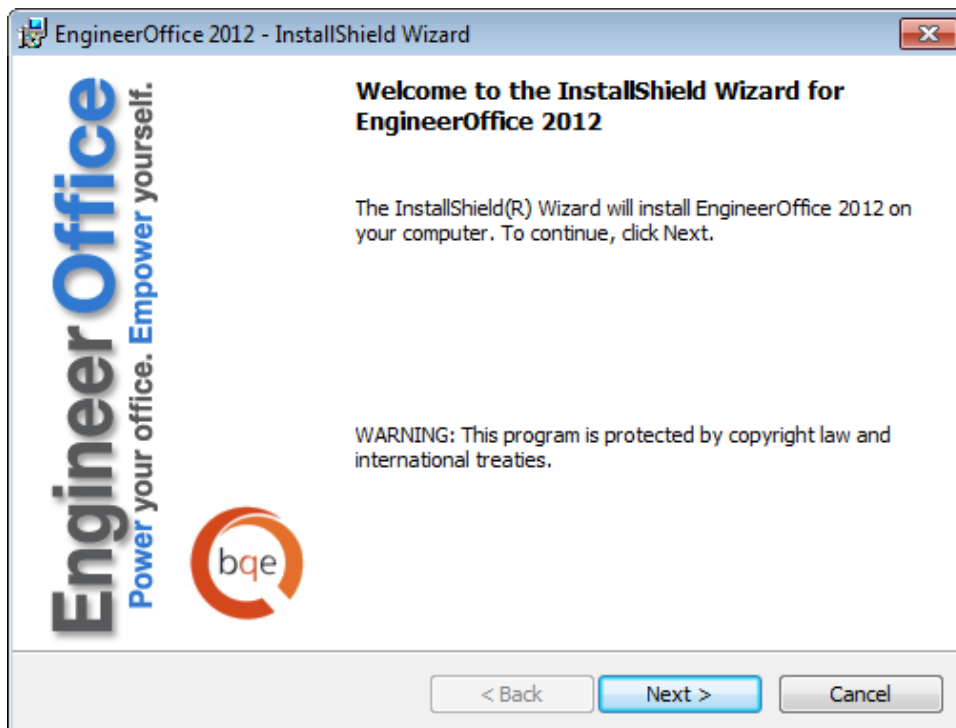 EngineerOffice 2012 - InstallShield Wizard
EngineerOffice
Power your office. Empower yourself.
bqe
Welcome to the InstallShield Wizard for
EngineerOffice 2012
The InstallShield(R) Wizard will install EngineerOffice 2012 on
your computer. To continue, click Next.
WARNING: This program is protected by copyright law and
international treaties.
< Back
Next >
Cancel